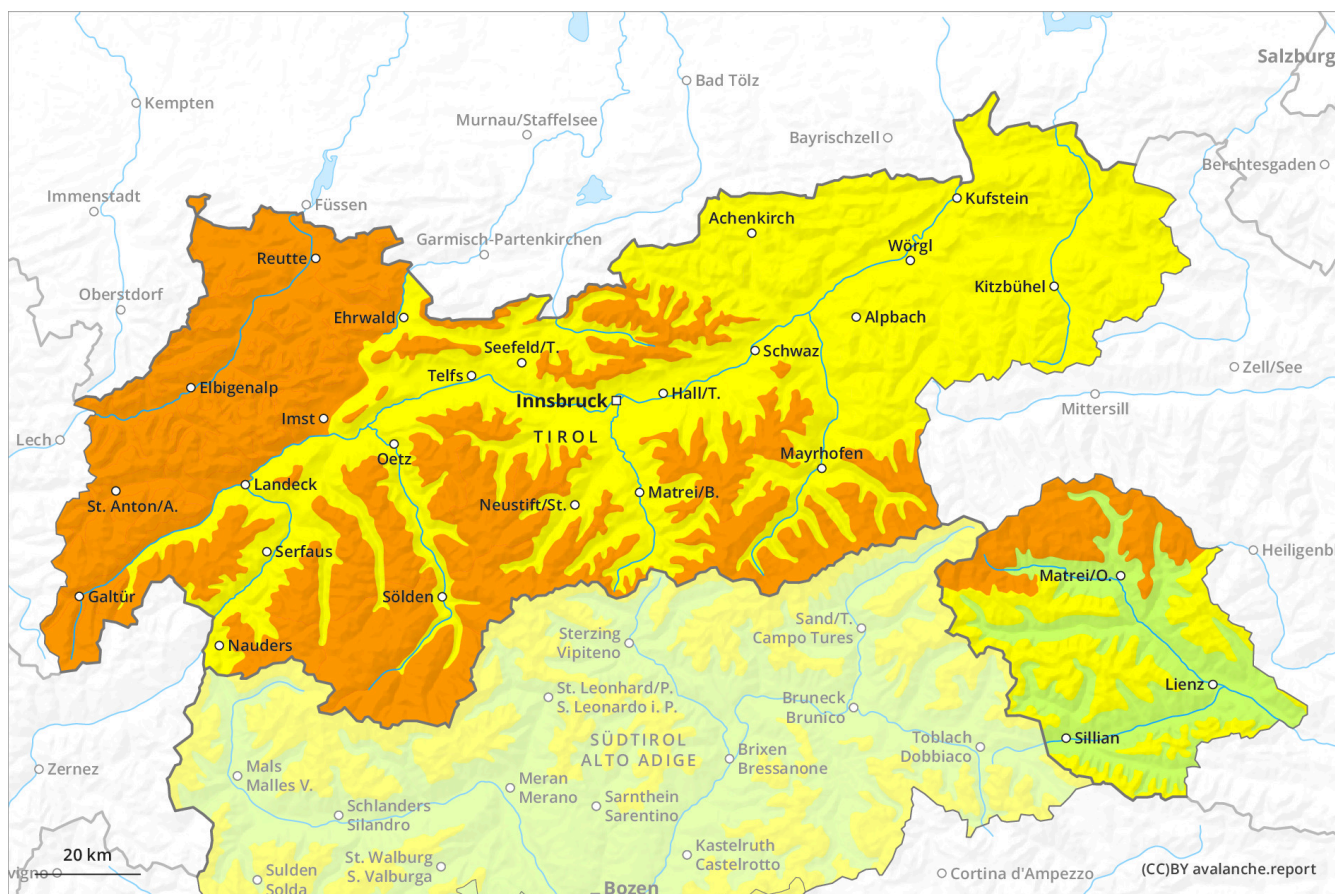 Salzburg
Bad Tölz
Kempten
Murnau/Staffelsee
Bayrischzell
Berchtesgaden
Immenstadt
Füssen
Kufstein
Achenkirch
Garmisch-Partenkirchen
Wörgl
Reutte
Kitzbühel
Oberstdorf
Ehrwald
Alpbach
Seefeld/T.
Schwaz
Zell/See
Telfs
Elbigenalp
Innsbruck
Hall/T.
Mittersill
Imst
TIROL
Lech
Oetz
Mayrhofen
Landeck
Matrei/B.
St. Anton/A.
Neustift/St.
Serfaus
Heiligenb
Matrei/O.
Galtür
Sölden
Sand/T.
Campo Tures
Sterzing
Vipiteno
Nauders
Lienz
St. Leonhard/P.
S. Leonardo i. P.
Bruneck
Brunico
Sillian
Toblach
Dobbiaco
SÜDTIROL
ALTO ADIGE
Brixen
Bressanone
Zernez
Mals
Malles V.
Meran
Merano
Schlanders
Silandro
Sarnthein
Sarentino
Kastelruth
Castelrotto
20 km
St. Walburg
S. Valburga
Sulden
Solda
vigno
Cortina d'Ampezzo
(CC)BY avalanche.report
Bozen